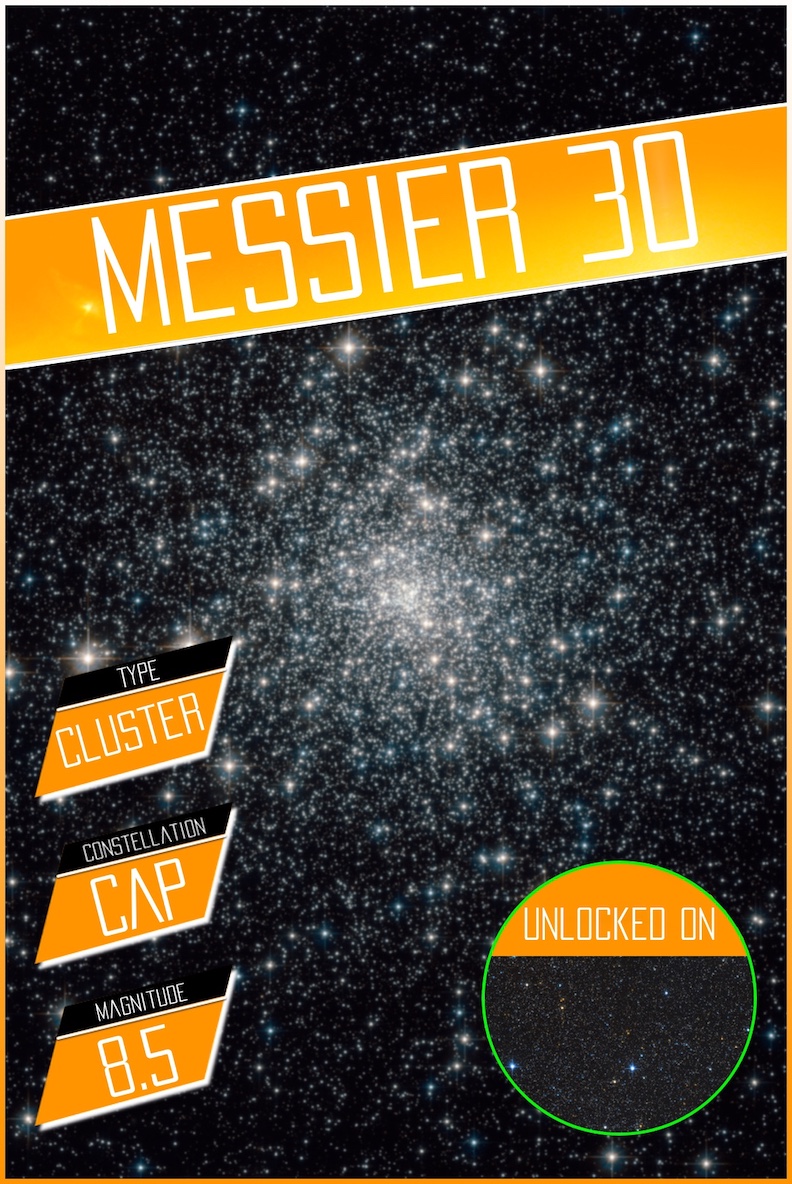 MESSIER 30
TYPE
CLUSTER
CONSTELLATION
CAP
MAGNITUDE
8.5
UNLOCKED ON